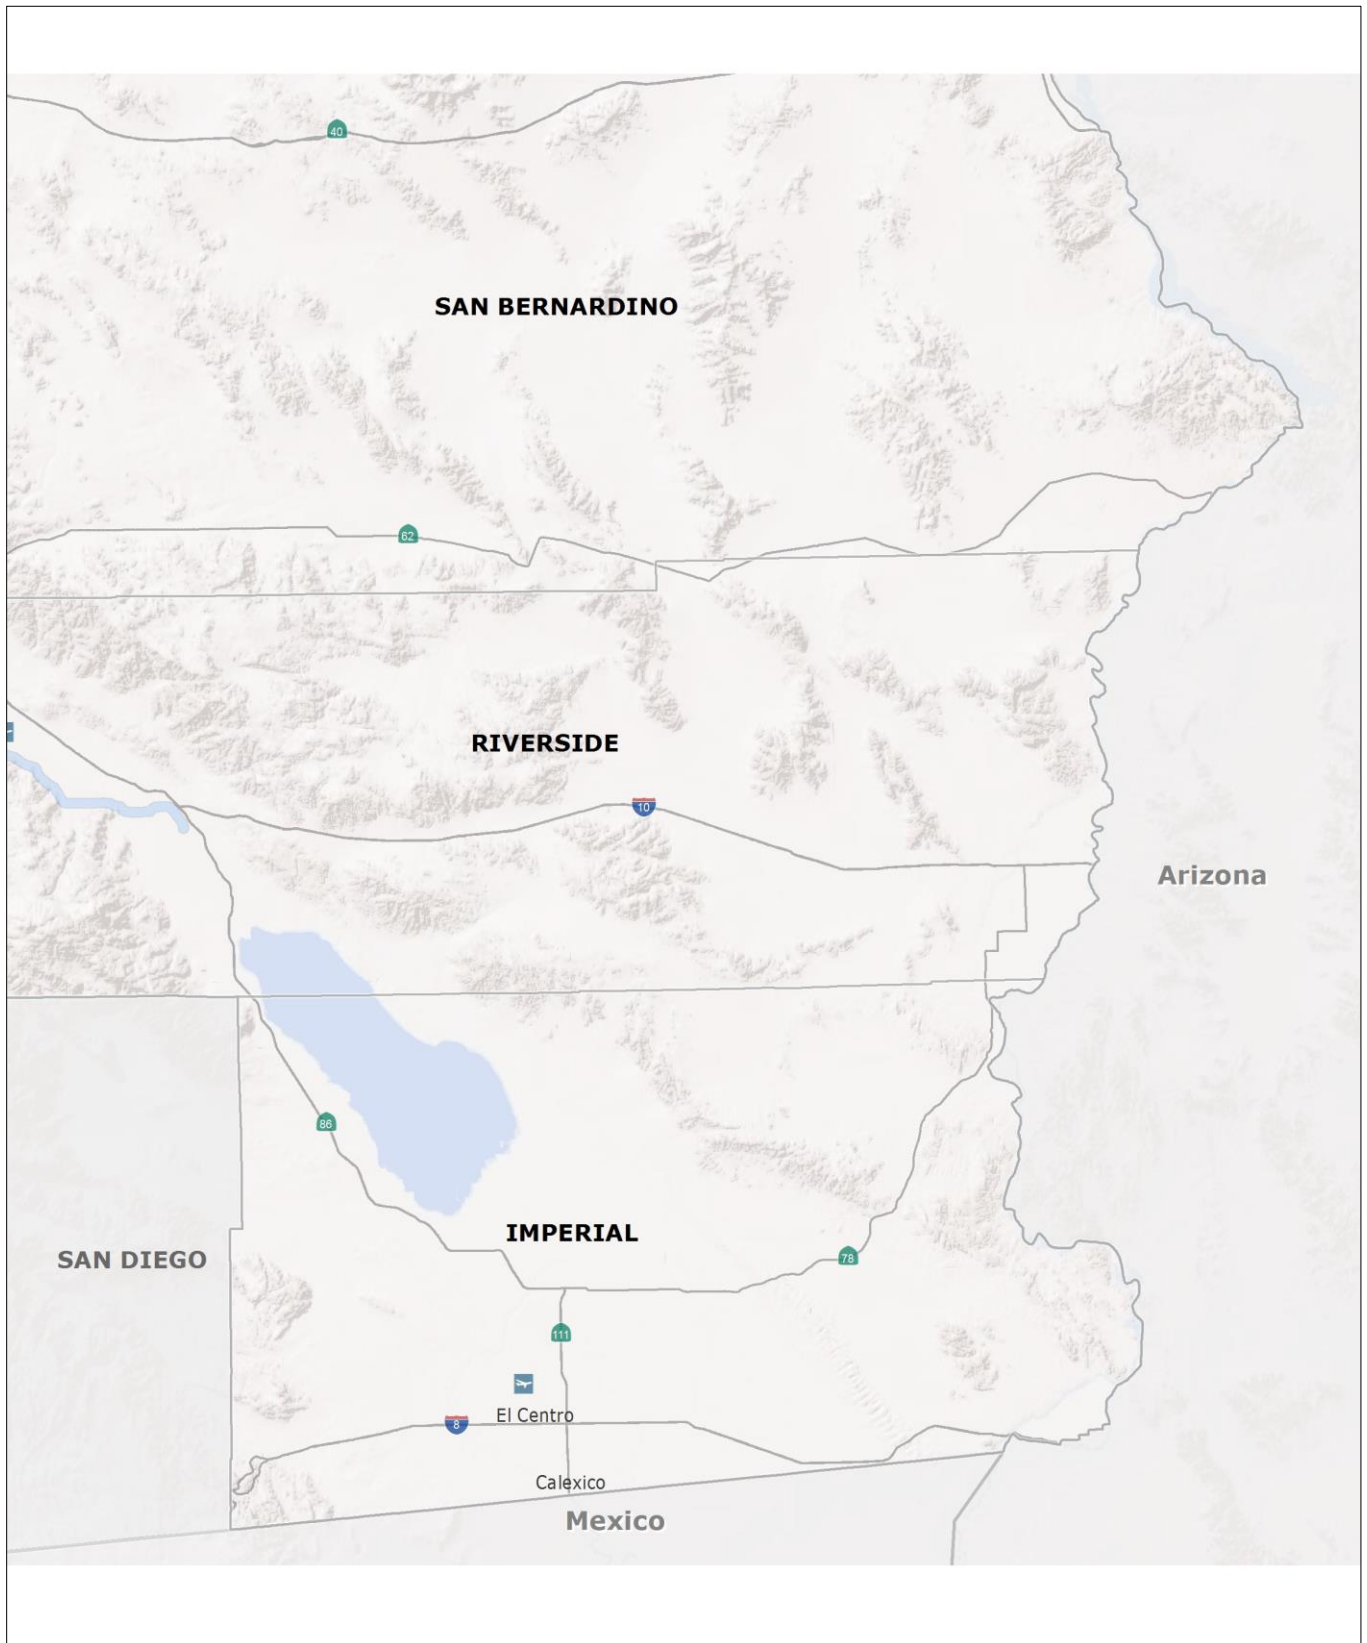 40
SAN BERNARDINO
62
RIVERSIDE
10
Arizona
86
IMPERIAL
SAN DIEGO
78
111
El Centro
8
Calexico
Mexico